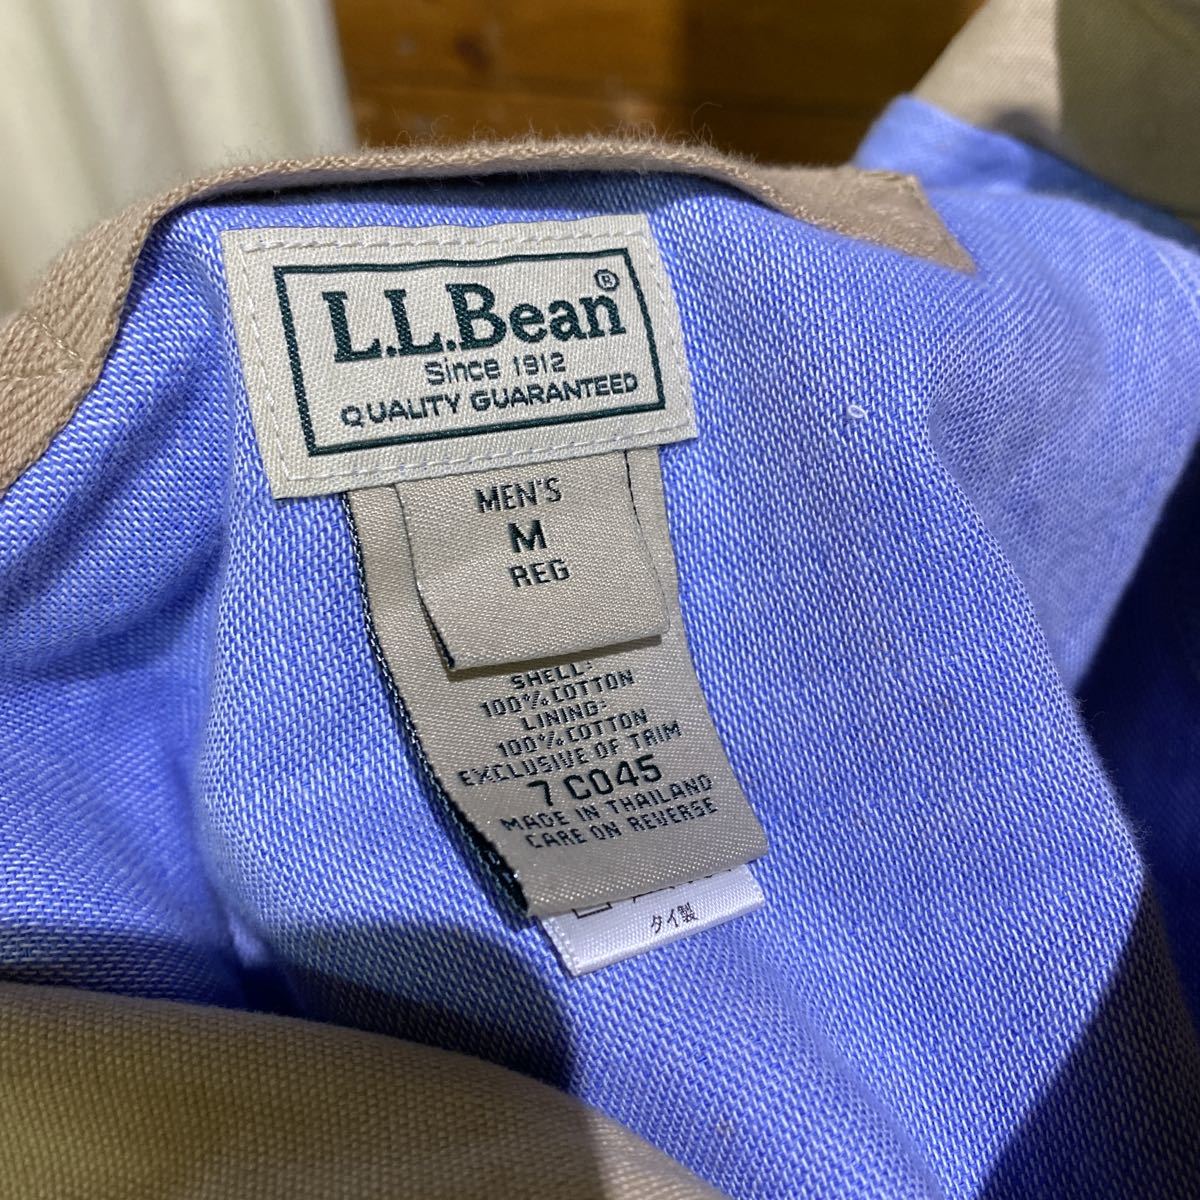 L.L.Bean®
Since 1912
QUALITY GUARANTEED
MEN'S
M
REG
SHELL:
100% COTTON
LINING:
100% COTTON
EXCLUSIVE OF TRIM
7 C045
MADE IN THAILAND
CARE ON REVERSE
タイ製